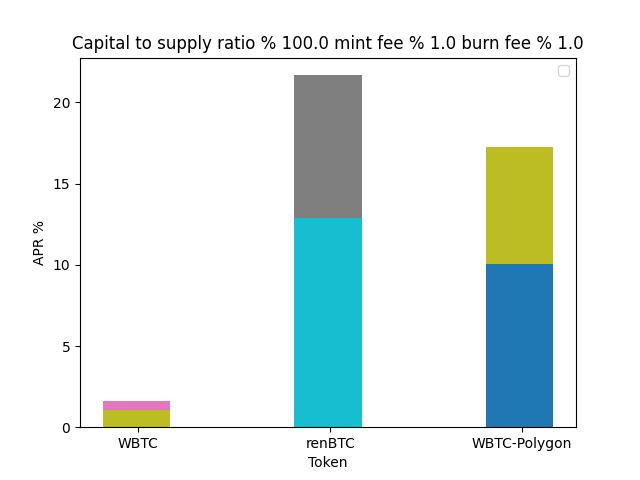 Capital to supply ratio % 100.0 mint fee % 1.0 burn fee % 1.0
APR %
20
15
10
5
0
WBTC renBTC WBTC-Polygon
Token